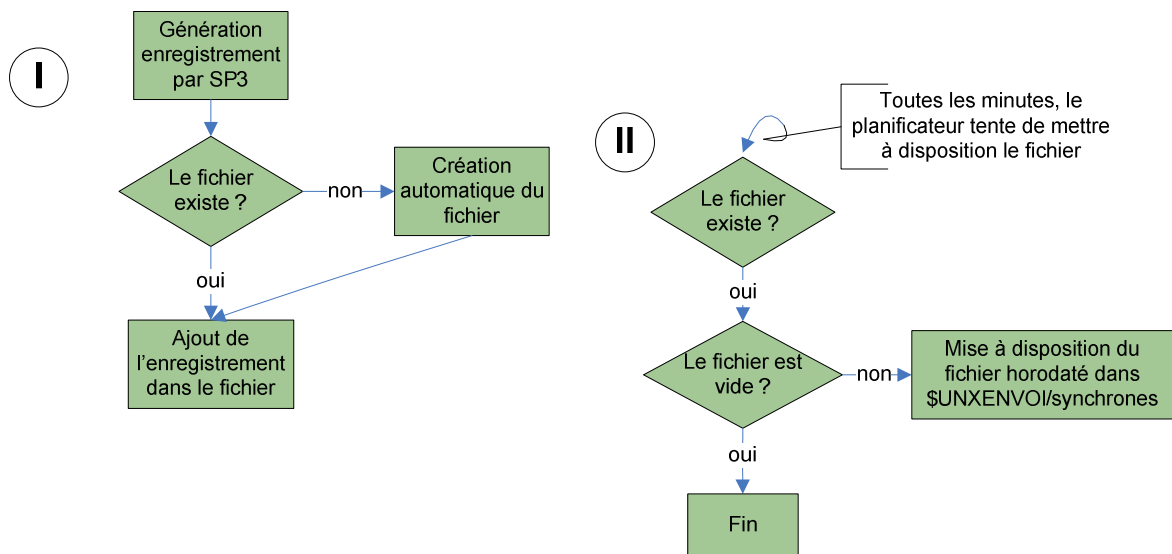 I
Génération
enregistrement
par SP3
Le fichier
existe ?
non
Création
automatique du
fichier
oui
Ajout de
l'enregistrement
dans le fichier
II
Toutes les minutes, le
planificateur tente de mettre
à disposition le fichier
Le fichier
existe ?
oui
Le fichier est
vide ?
non
Mise à disposition du
fichier horodaté dans
$UNXENVOI/synchrones
oui
Fin